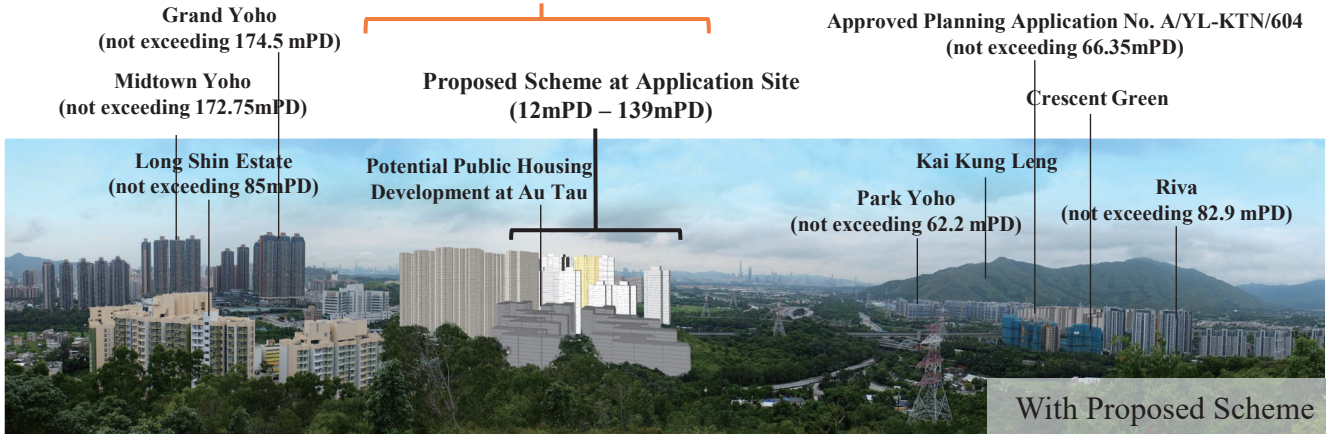 Grand Yoho
(not exceeding 174.5 mPD)
Midtown Yoho
(not exceeding 172.75mPD)
Long Shin Estate
(not exceeding 85mPD)
Proposed Scheme at Application Site
(12mPD – 139mPD)
Potential Public Housing
Development at Au Tau
Approved Planning Application No. A/YL-KTN/604
(not exceeding 66.35mPD)
Crescent Green
Kai Kung Leng
Park Yoho
(not exceeding 62.2 mPD)
Riva
(not exceeding 82.9 mPD)
With Proposed Scheme